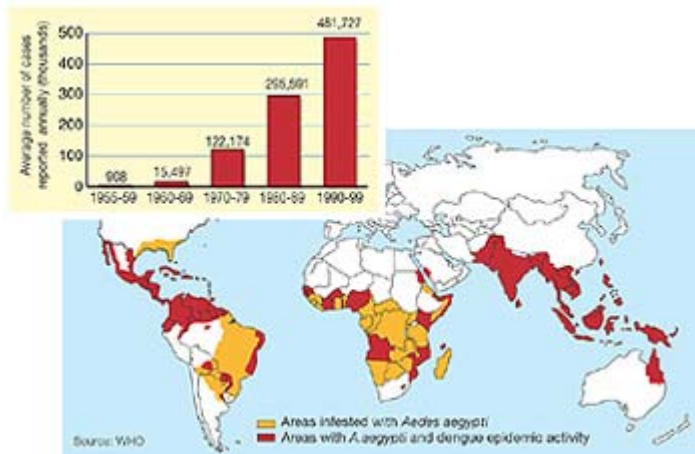 Average number of cases
reported annually (thousands)
500
400
300
200
100
0
481,727
122,174
15,497
908
1955-59 1960-69 1970-79 1980-89 1990-99
Areas infested with Aedes aegypti
Areas with A.aegypti and dengue epidemic activity
Source: WHO